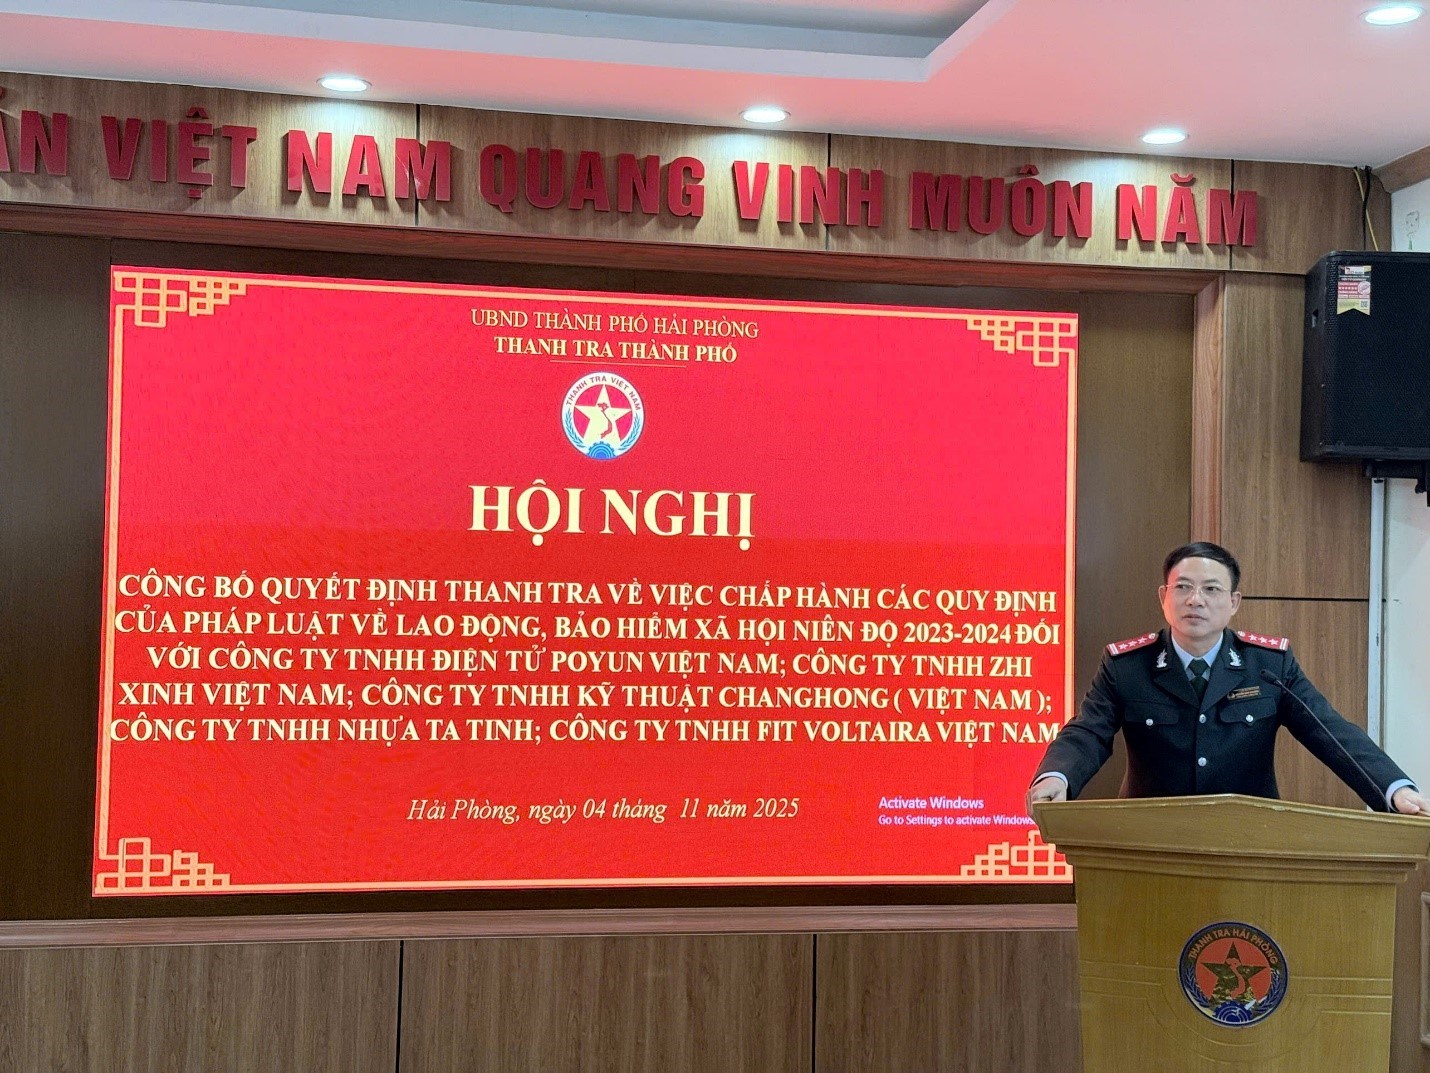 VIỆT NAM QUANG VINH MUÔN NĂM
UBND THÀNH PHỐ HẢI PHÒNG
THANH TRA THÀNH PHỐ
THANH TRA VIỆT NAM
HỘI NGHỊ
CÔNG BỐ QUYẾT ĐỊNH THANH TRA VỀ VIỆC CHẤP HÀNH CÁC QUY ĐỊNH
CỦA PHÁP LUẬT VỀ LAO ĐỘNG, BẢO HIỂM XÃ HỘI NIÊN ĐỘ 2023-2024 ĐỐI
VỚI CÔNG TY TNHH ĐIỆN TỬ POYUN VIỆT NAM; CÔNG TY TNHH ZHI
XINH VIỆT NAM; CÔNG TY TNHH KỸ THUẬT CHANGHONG ( VIỆT NAM );
CÔNG TY TNHH NHỰA TA TINH; CÔNG TY TNHH FIT VOLTAIRA VIỆT NAM
Hải Phòng, ngày 04 tháng 11 năm 2025
Activate Windows
Go to Settings to activate Windows
THANH TRA HẢI PHÒNG